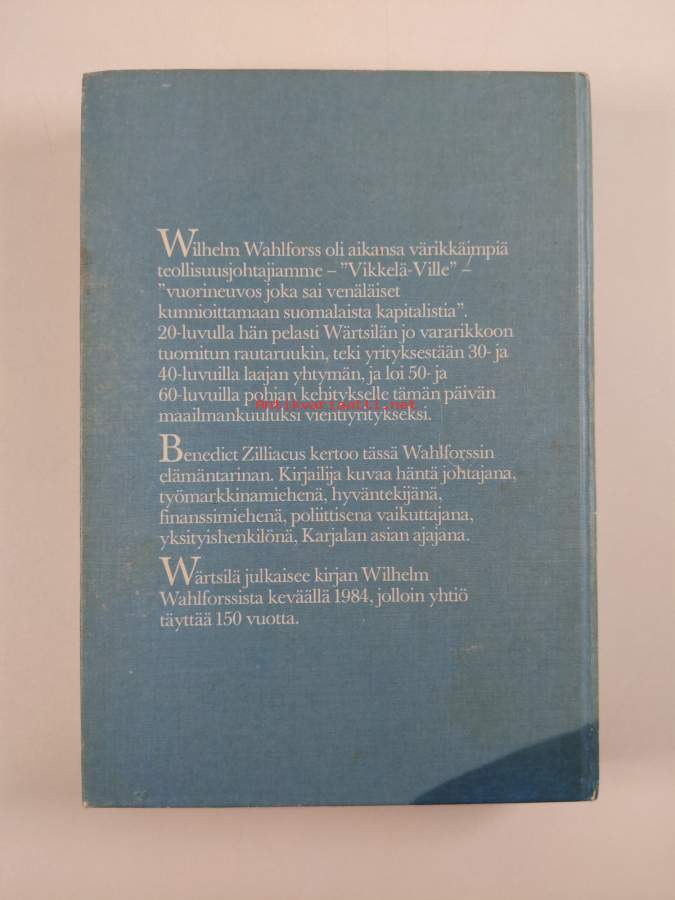 Wilhelm Wahlforss oli aikansa värikkäimpiä
teollisuusjohtajiamme – ”Vikkelä-Ville” –
”vuorineuvos joka sai venäläiset
kunnioittamaan suomalaista kapitalistia”.
20-luvulla hän pelasti Wärtsilän jo vararikkoon
tuomitun rautaruukin, teki yrityksestään 30- ja
40-luvuilla laajan yhtymän, ja loi 50- ja
60-luvuilla pohjan kehitykselle tämän päivän
Antikvariaatti.net
maailmankuuluksi vientiyritykseksi.
Benedict Zilliacus kertoo tässä Wahlforssin
elämäntarinan. Kirjailija kuvaa häntä johtajana,
työmarkkinamiehenä, hyväntekijänä,
finanssimiehenä, poliittisena vaikuttajana,
yksityishenkilönä, Karjalan asian ajajana.
Wärtsilä julkaisee kirjan Wilhelm
Wahlforssista keväällä 1984, jolloin yhtiö
täyttää 150 vuotta.